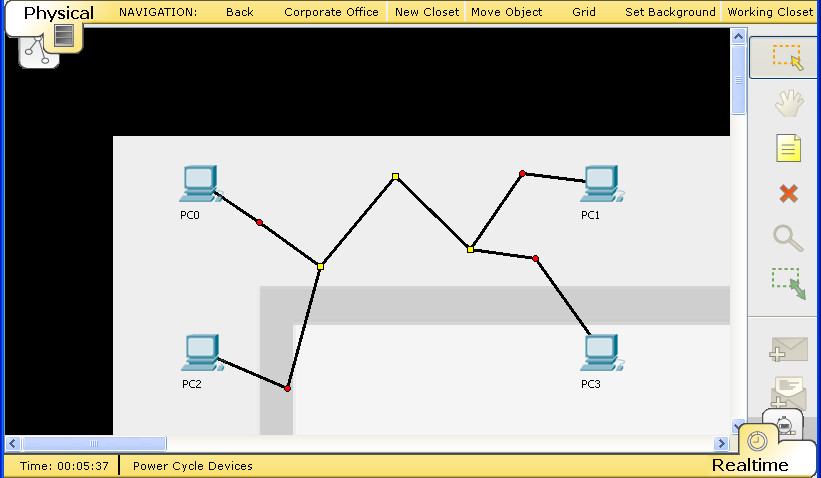 Physical
NAVIGATION: Back Corporate Office New Closet Move Object Grid Set Background Working Closet
PC0
PC1
PC2
PC3
Time: 00:05:37 Power Cycle Devices
Realtime